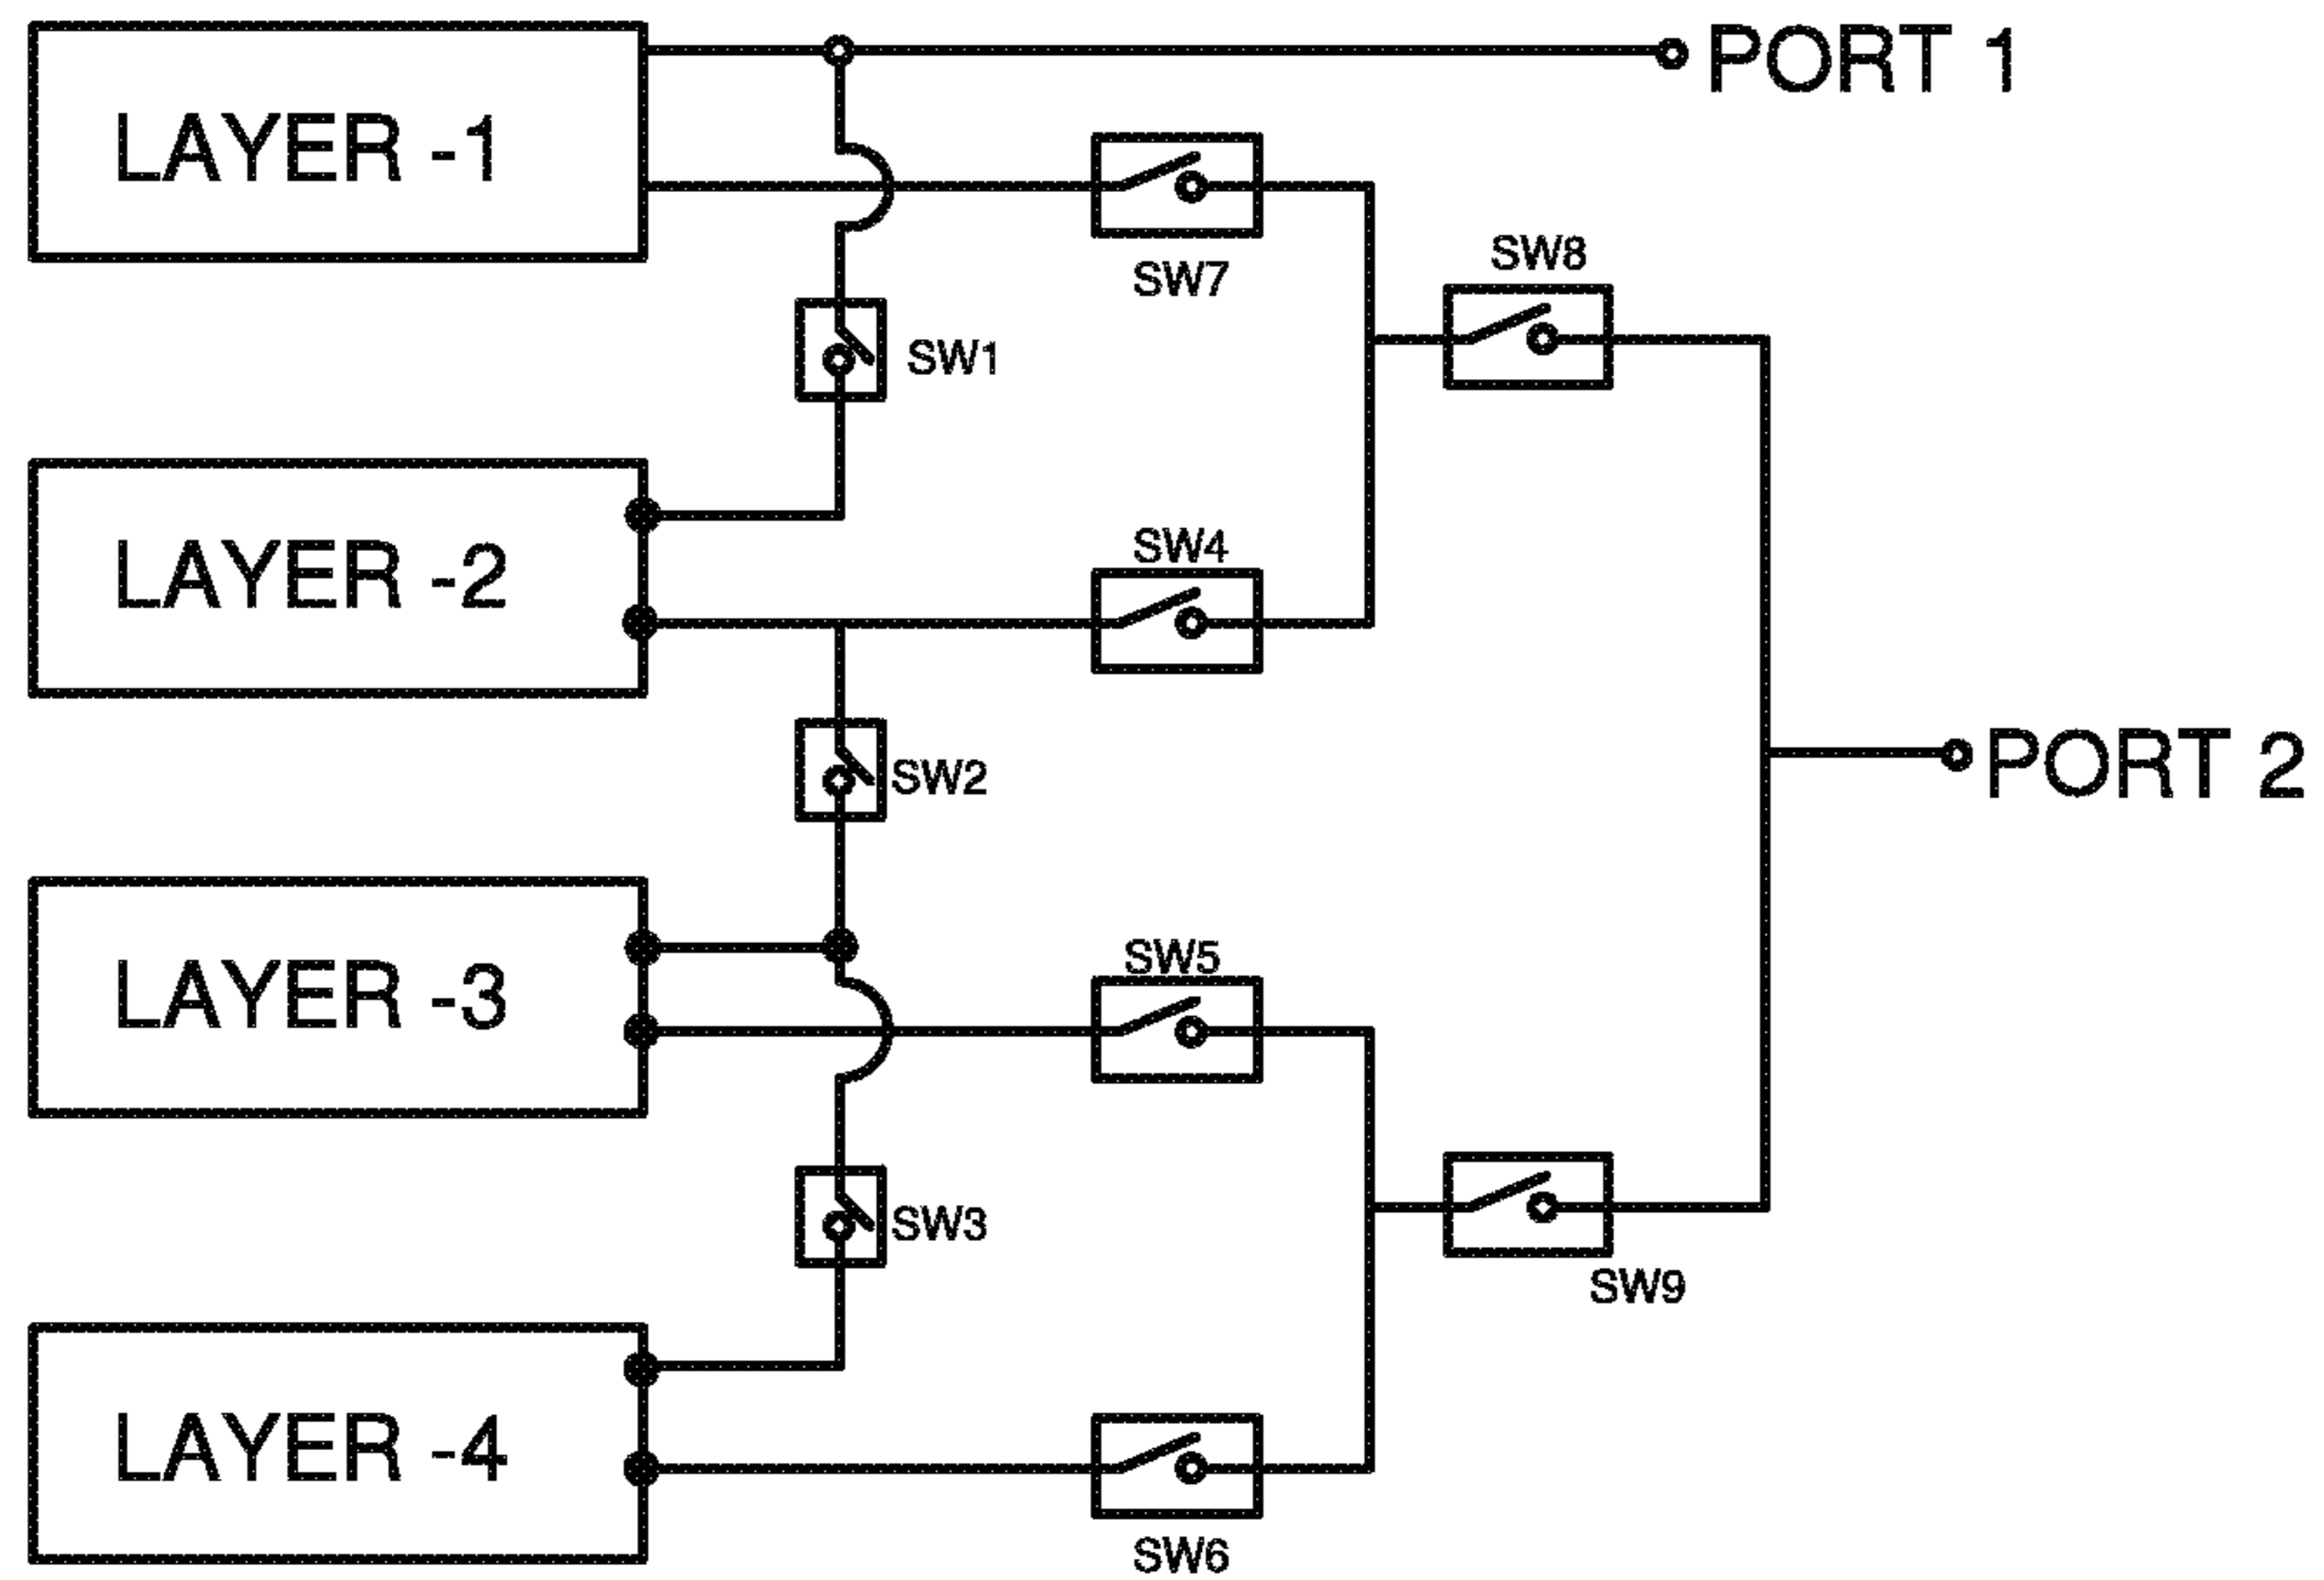 PORT 1
LAYER -1
SW7
SW8
SW1
SW4
LAYER -2
SW2
PORT 2
SW5
LAYER -3
SW3
SW9
LAYER -4
SW6